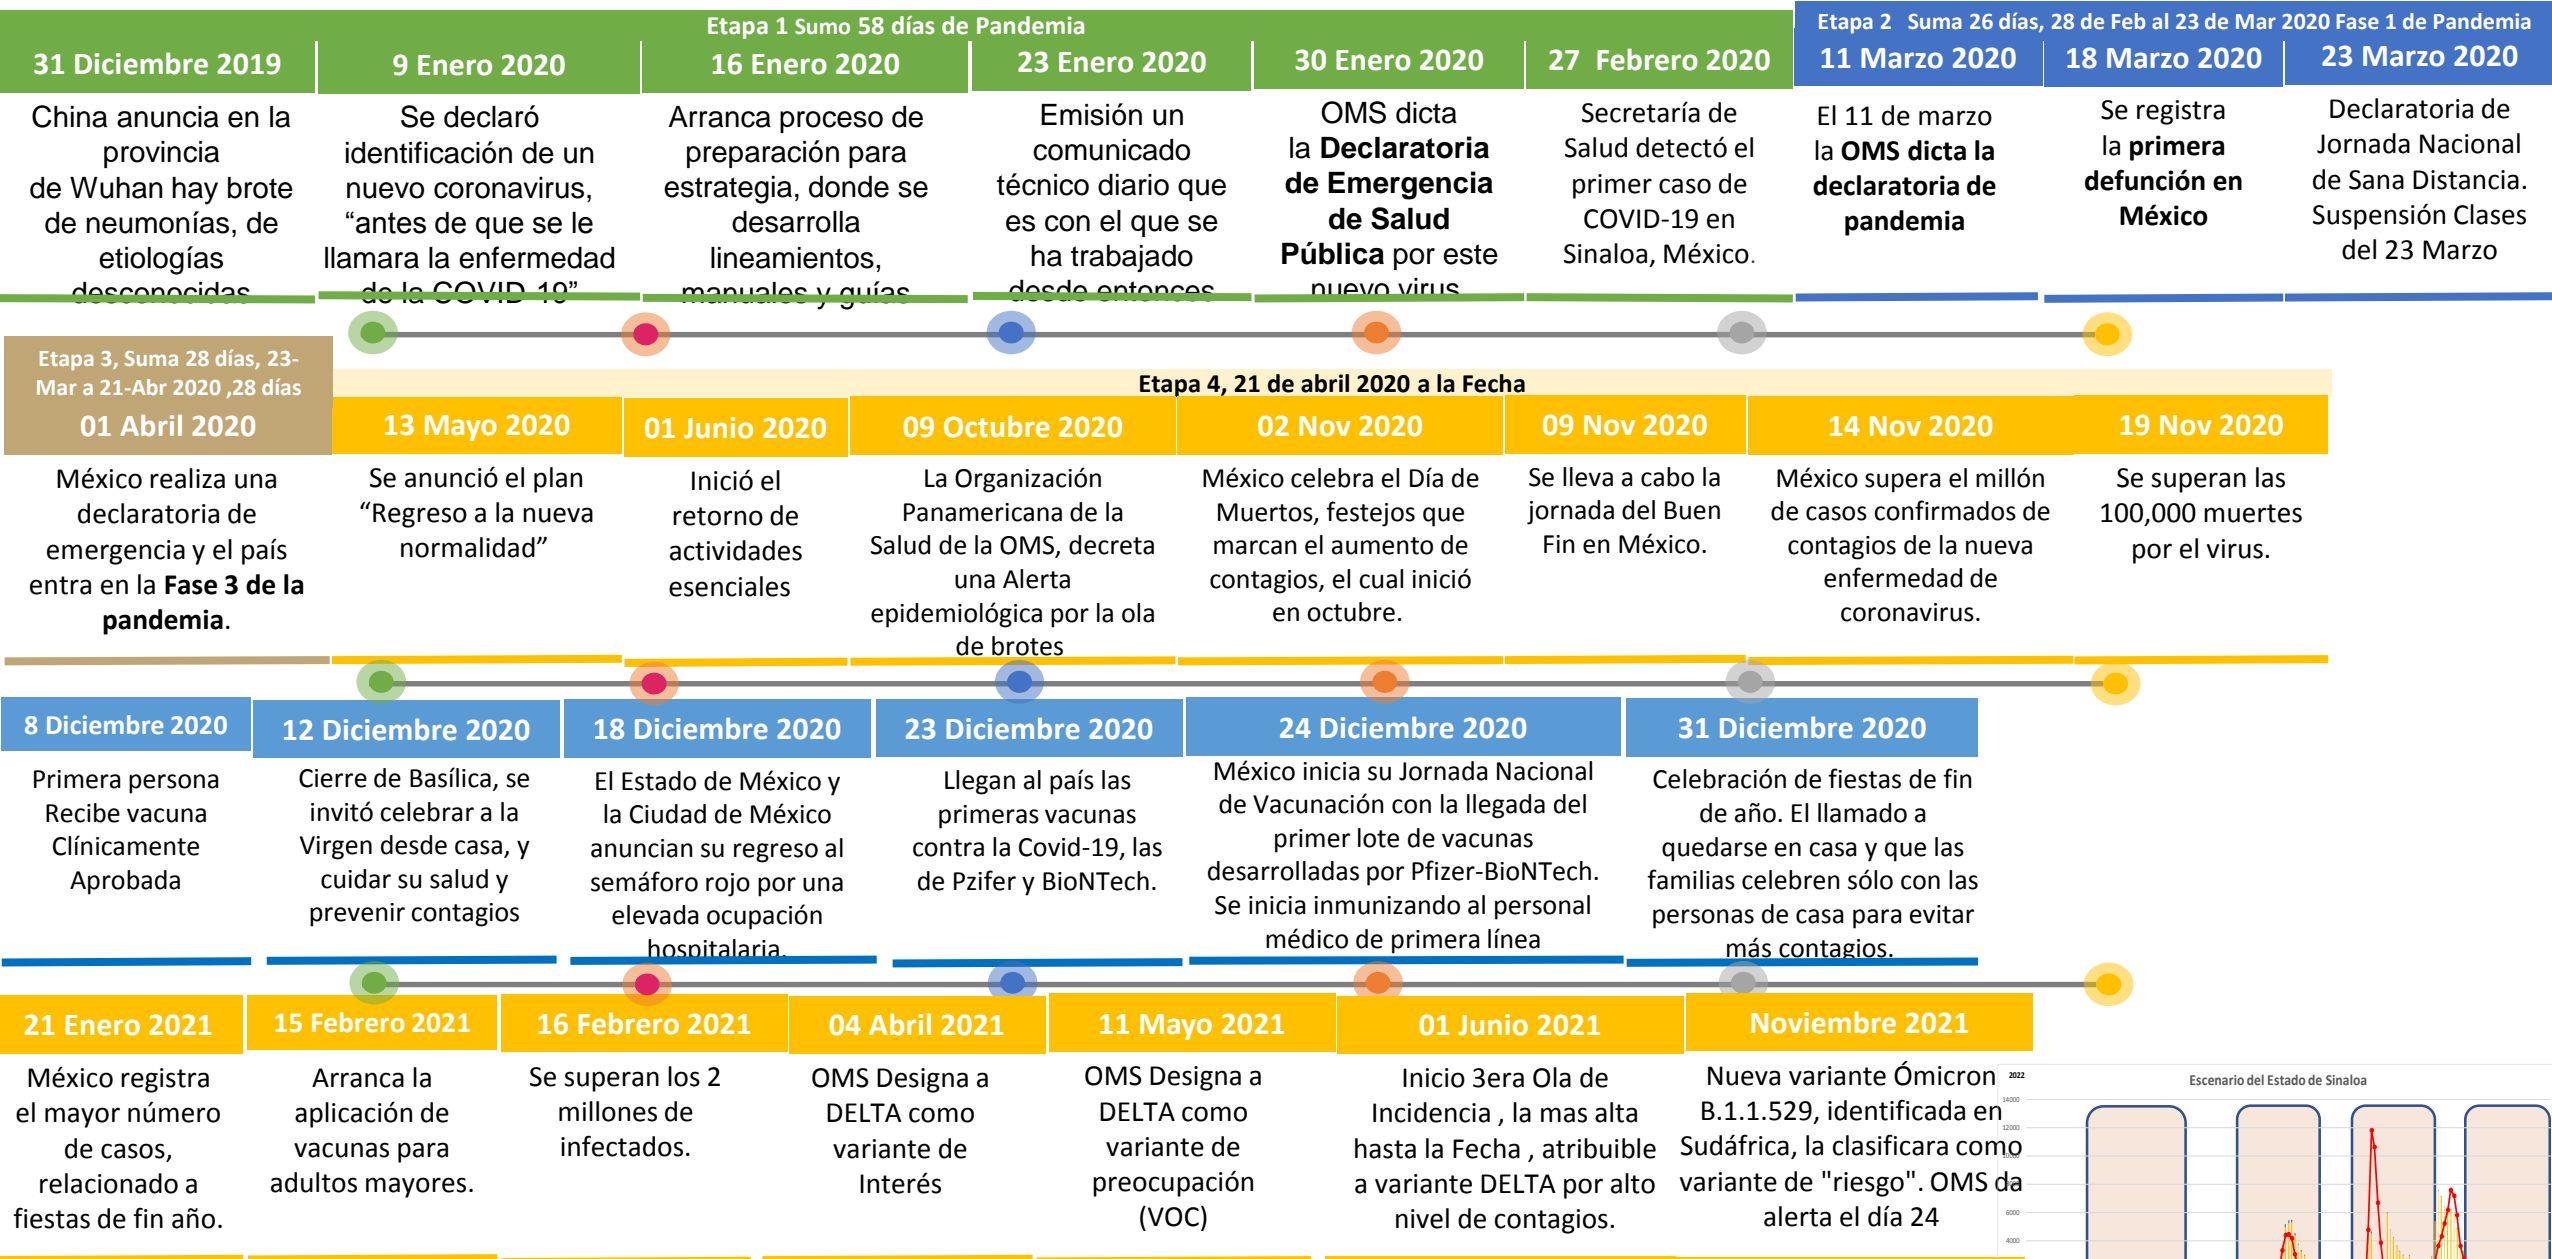 Etapa 1 Sumo 58 días de Pandemia
Etapa 2 Suma 26 días, 28 de Feb al 23 de Mar 2020 Fase 1 de Pandemia
31 Diciembre 2019
China anuncia en la
provincia
de Wuhan hay brote
de neumonías, de
etiologías
desconocidas
9 Enero 2020
Se declaró
identificación de un
nuevo coronavirus,
“antes de que se le
llamara la enfermedad
de la COVID-19”
16 Enero 2020
Arranca proceso de
preparación para
estrategia, donde se
desarrolla
lineamientos,
manuales y guías
23 Enero 2020
Emisión un
comunicado
técnico diario que
es con el que se
ha trabajado
desde entonces
30 Enero 2020
OMS dicta
la Declaratoria
de Emergencia
de Salud
Pública por este
nuevo virus
27 Febrero 2020
Secretaría de
Salud detectó el
primer caso de
COVID-19 en
Sinaloa, México.
11 Marzo 2020
El 11 de marzo
la OMS dicta la
declaratoria de
pandemia
18 Marzo 2020
Se registra
la primera
defunción en
México
23 Marzo 2020
Declaratoria de
Jornada Nacional
de Sana Distancia.
Suspensión Clases
del 23 Marzo
Etapa 3, Suma 28 días, 23-
Mar a 21-Abr 2020 ,28 días
01 Abril 2020
México realiza una
declaratoria de
emergencia y el país
entra en la Fase 3 de la
pandemia.
Etapa 4, 21 de abril 2020 a la Fecha
13 Mayo 2020
Se anunció el plan
“Regreso a la nueva
normalidad”
01 Junio 2020
Inició el
retorno de
actividades
esenciales
09 Octubre 2020
La Organización
Panamericana de la
Salud de la OMS, decreta
una Alerta
epidemiológica por la ola
de brotes
02 Nov 2020
México celebra el Día de
Muertos, festejos que
marcan el aumento de
contagios, el cual inició
en octubre.
09 Nov 2020
Se lleva a cabo la
jornada del Buen
Fin en México.
14 Nov 2020
México supera el millón
de casos confirmados de
contagios de la nueva
enfermedad de
coronavirus.
19 Nov 2020
Se superan las
100,000 muertes
por el virus.
8 Diciembre 2020
Primera persona
Recibe vacuna
Clínicamente
Aprobada
12 Diciembre 2020
Cierre de Basílica, se
invitó celebrar a la
Virgen desde casa, y
cuidar su salud y
prevenir contagios
18 Diciembre 2020
El Estado de México y
la Ciudad de México
anuncian su regreso al
semáforo rojo por una
elevada ocupación
hospitalaria.
23 Diciembre 2020
Llegan al país las
primeras vacunas
contra la Covid-19, las
de Pzifer y BioNTech.
24 Diciembre 2020
México inicia su Jornada Nacional
de Vacunación con la llegada del
primer lote de vacunas
desarrolladas por Pfizer-BioNTech.
Se inicia inmunizando al personal
médico de primera línea
31 Diciembre 2020
Celebración de fiestas de fin
de año. El llamado a
quedarse en casa y que las
familias celebren sólo con las
personas de casa para evitar
más contagios.
21 Enero 2021
México registra
el mayor número
de casos,
relacionado a
fiestas de fin año.
15 Febrero 2021
Arranca la
aplicación de
vacunas para
adultos mayores.
16 Febrero 2021
Se superan los 2
millones de
infectados.
04 Abril 2021
OMS Designa a
DELTA como
variante de
Interés
11 Mayo 2021
OMS Designa a
DELTA como
variante de
preocupación
(VOC)
01 Junio 2021
Inicio 3era Ola de
Incidencia , la mas alta
hasta la Fecha , atribuible
a variante DELTA por alto
nivel de contagios.
Noviembre 2021
Nueva variante Ómicron
B.1.1.529, identificada en
Sudáfrica, la clasificara como
variante de "riesgo". OMS da
alerta el día 24
2022
Escenario del Estado de Sinaloa
14000
12000
10000
6000
4000